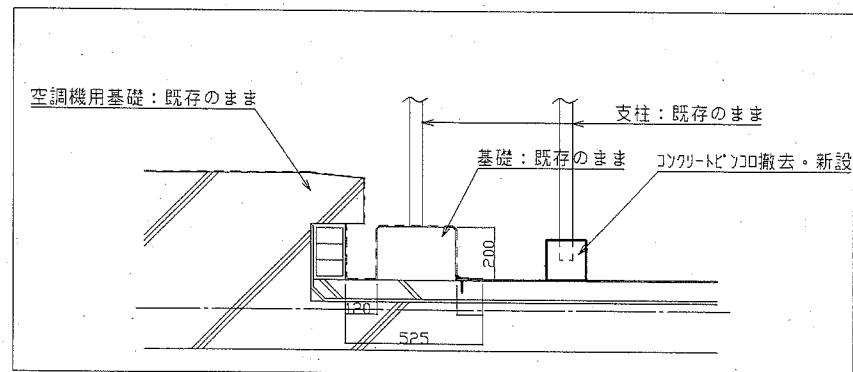 空調機用基礎：既存のまま
支柱：既存のまま
基礎：既存のまま
コンクリートピンコロ撤去・新設
200
120
525